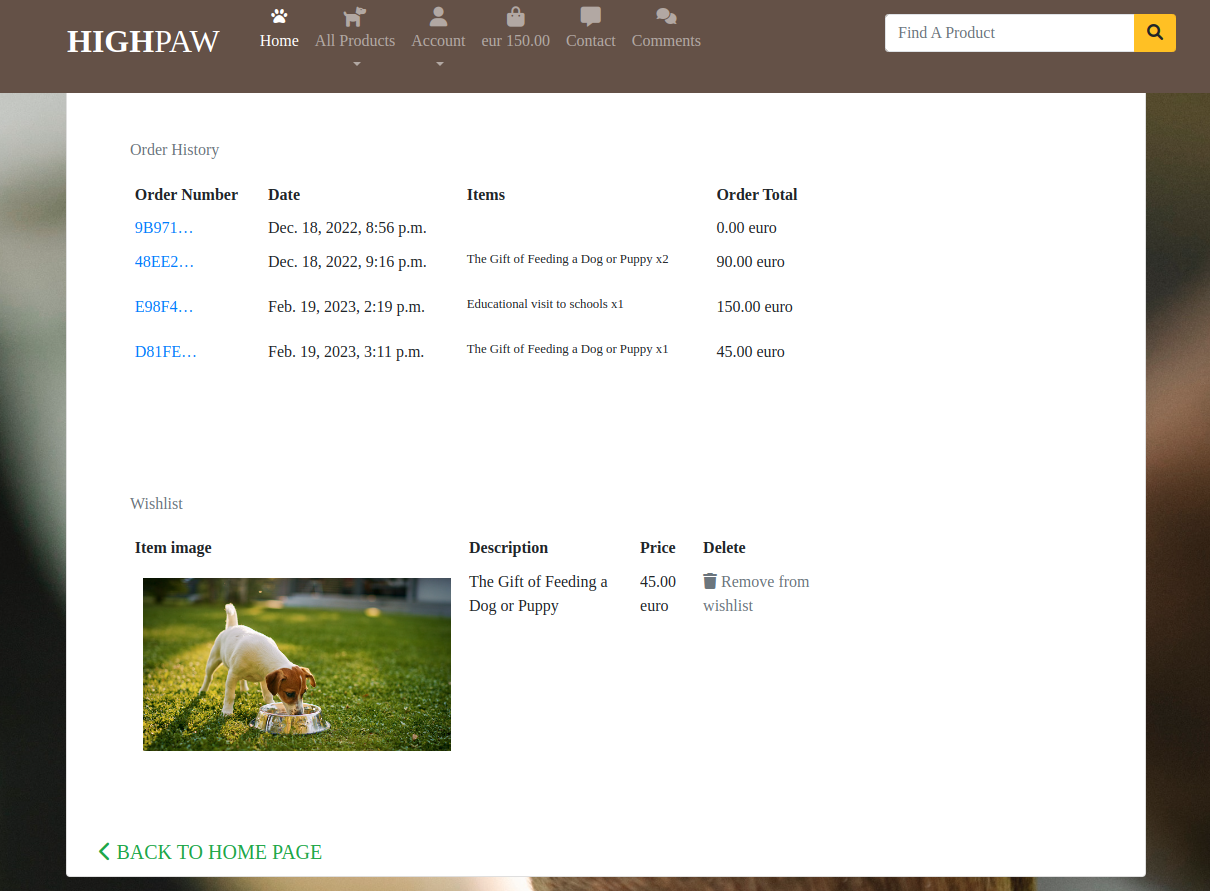 HIGHPAW
Home
All Products
Account
eur 150.00
Contact
Comments
Find A Product
Order History
Order Number Date Items Order Total
9B971… Dec. 18, 2022, 8:56 p.m. 0.00 euro
48EE2… Dec. 18, 2022, 9:16 p.m. The Gift of Feeding a Dog or Puppy x2 90.00 euro
E98F4… Feb. 19, 2023, 2:19 p.m. Educational visit to schools x1 150.00 euro
D81FE… Feb. 19, 2023, 3:11 p.m. The Gift of Feeding a Dog or Puppy x1 45.00 euro
Wishlist
Item image Description Price Delete
The Gift of Feeding a 45.00 Remove from
Dog or Puppy euro wishlist
BACK TO HOME PAGE